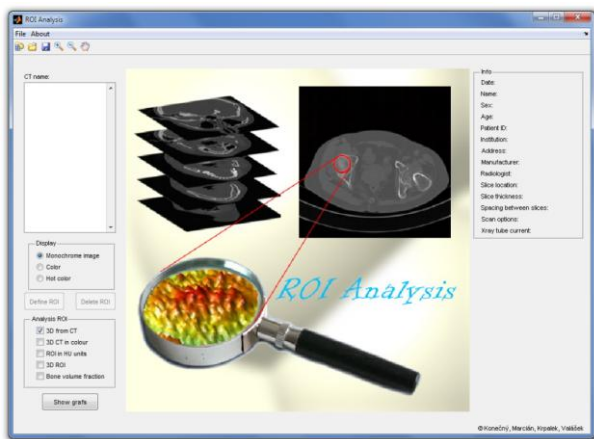 ROI Analysis
File About
CT name:
Display
Monochrome image
Color
Hot color
Define ROI Delete ROI
Analysis ROI
3D from CT
3D CT in colour
ROI in HU units
3D ROI
Bone volume fraction
Show grafs
ROI Analysis
Info
Date:
Name:
Sex:
Age:
Patient ID:
Institution:
Address:
Manufacturer:
Radiologist:
Slice location:
Slice thickness:
Spacing between slices:
Scan options:
Xray tube current:
© Konečný, Marcián, Krpalek, Valášek